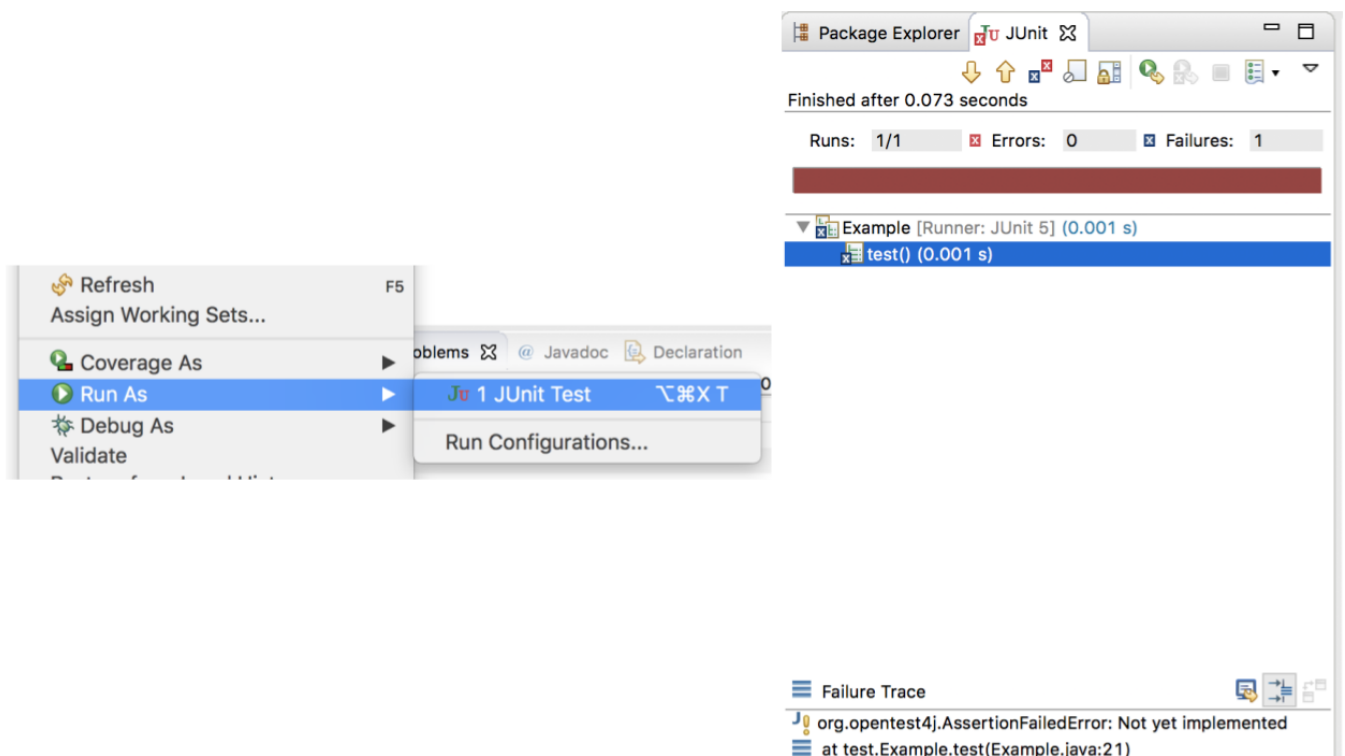 Refresh F5
Assign Working Sets...
Coverage As
Run As
Debug As
Validate
Javadoc Declaration
Ju 1 JUnit Test ⌥⌘X T
Run Configurations...
Package Explorer JU JUnit
Finished after 0.073 seconds
Runs: 1/1 Errors: 0 Failures: 1
Example [Runner: JUnit 5] (0.001 s)
test() (0.001 s)
Failure Trace
org.opentest4j.AssertionFailedError: Not yet implemented
at test.Example.test(Example.java:21)